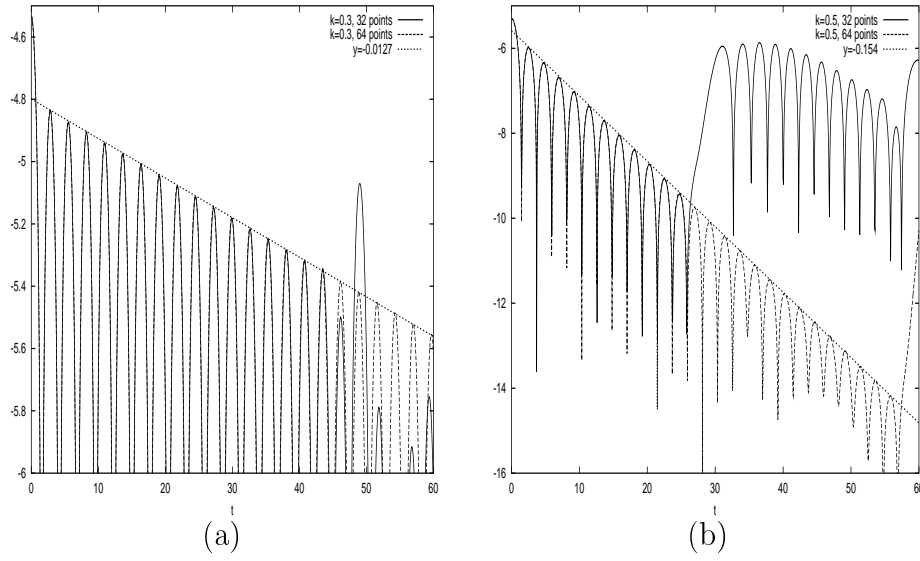 k=0.3, 32 points
k=0.3, 64 points
y=-0.0127
-4.6
-4.8
-5
-5.2
-5.4
-5.6
-5.8
-6
0 10 20 30 40 50 60
t
(a)
k=0.5, 32 points
k=0.5, 64 points
y=-0.154
-6
-8
-10
-12
-14
-16
0 10 20 30 40 50 60
t
(b)